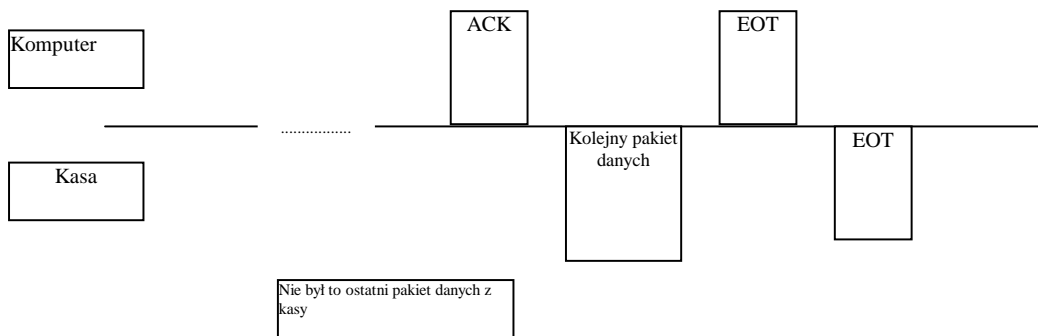 ACK
EOT
Komputer
.................
Kolejny pakiet
danych
EOT
Kasa
Nie był to ostatni pakiet danych z
kasy